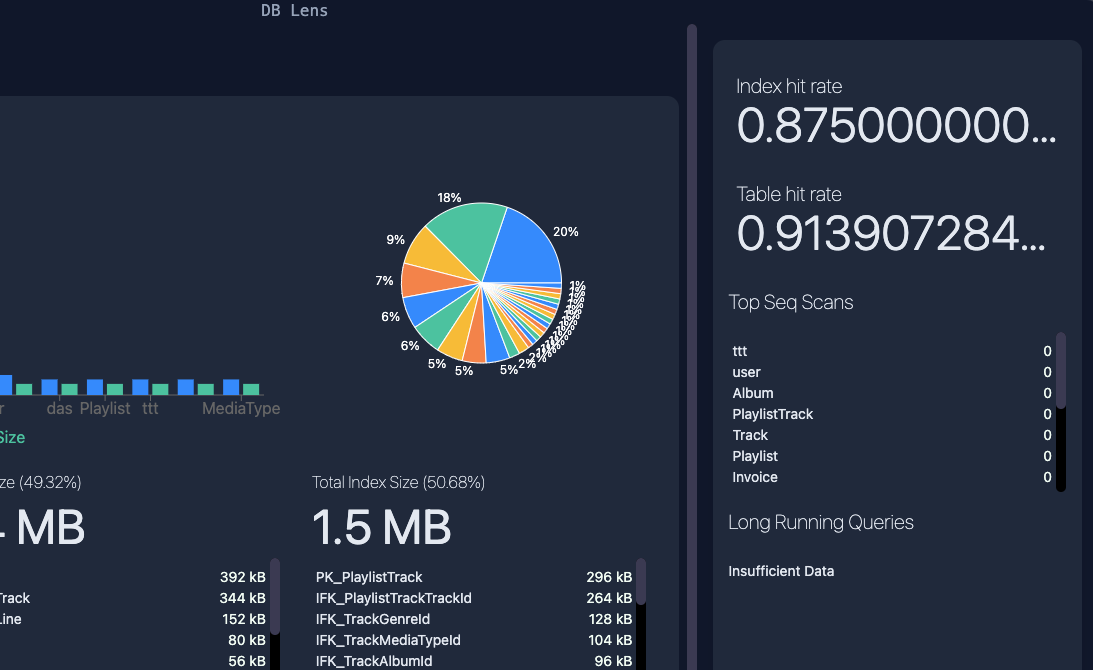 DB Lens
18%
20%
9%
7%
6%
6%
5%
5%
5%
2%
1%
r
das
Playlist
ttt
MediaType
Size
ze (49.32%)
MB
392 kB
Track
344 kB
Line
152 kB
80 kB
56 kB
Total Index Size (50.68%)
1.5 MB
PK_PlaylistTrack 296 kB
IFK_PlaylistTrackTrackId 264 kB
IFK_TrackGenreId 128 kB
IFK_TrackMediaTypeId 104 kB
IFK_TrackAlbumId 96 kB
Index hit rate
0.875000000...
Table hit rate
0.913907284...
Top Seq Scans
ttt 0
user 0
Album 0
PlaylistTrack 0
Track 0
Playlist 0
Invoice 0
Long Running Queries
Insufficient Data